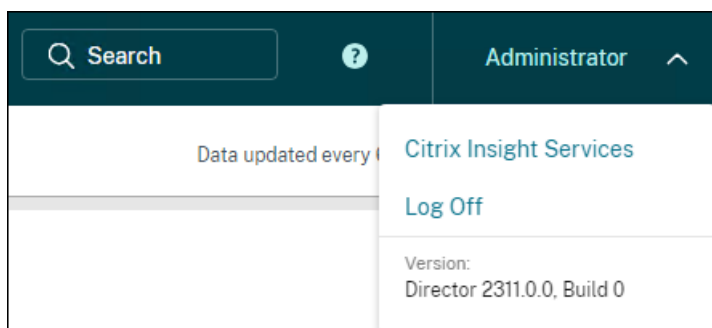 Search
?
Administrator
Data updated every
Citrix Insight Services
Log Off
Version:
Director 2311.0.0, Build 0